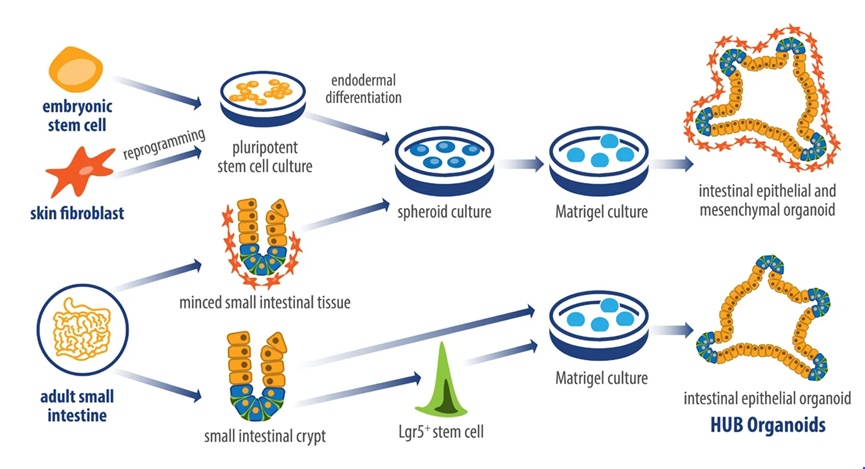 embryonic
stem cell
reprogramming
skin fibroblast
pluripotent
stem cell culture
endodermal
differentiation
spheroid culture
Matrigel culture
intestinal epithelial and
mesenchymal organoid
minced small intestinal tissue
adult small
intestine
small intestinal crypt
Lgr5⁺ stem cell
Matrigel culture
intestinal epithelial organoid
HUB Organoids